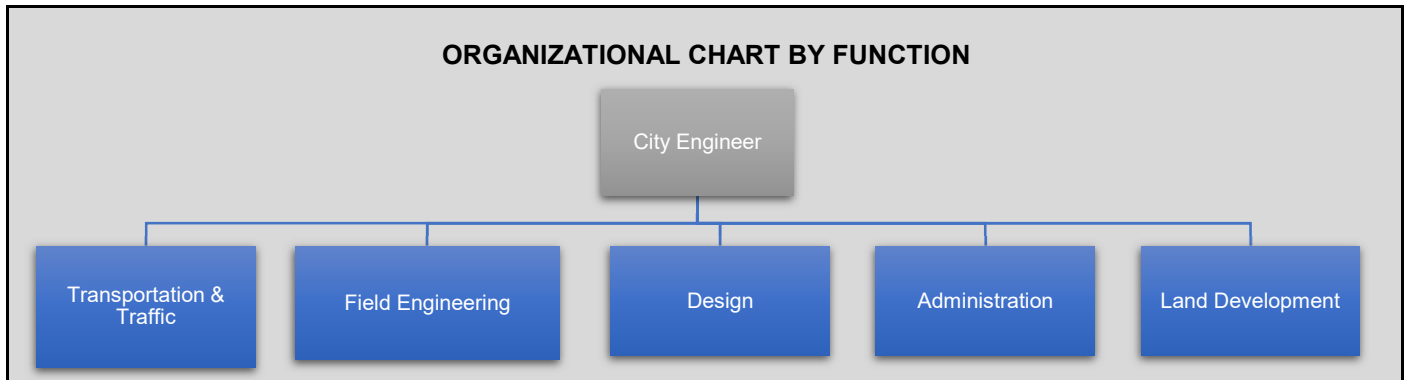 ORGANIZATIONAL CHART BY FUNCTION
City Engineer
Transportation &
Traffic
Field Engineering
Design
Administration
Land Development